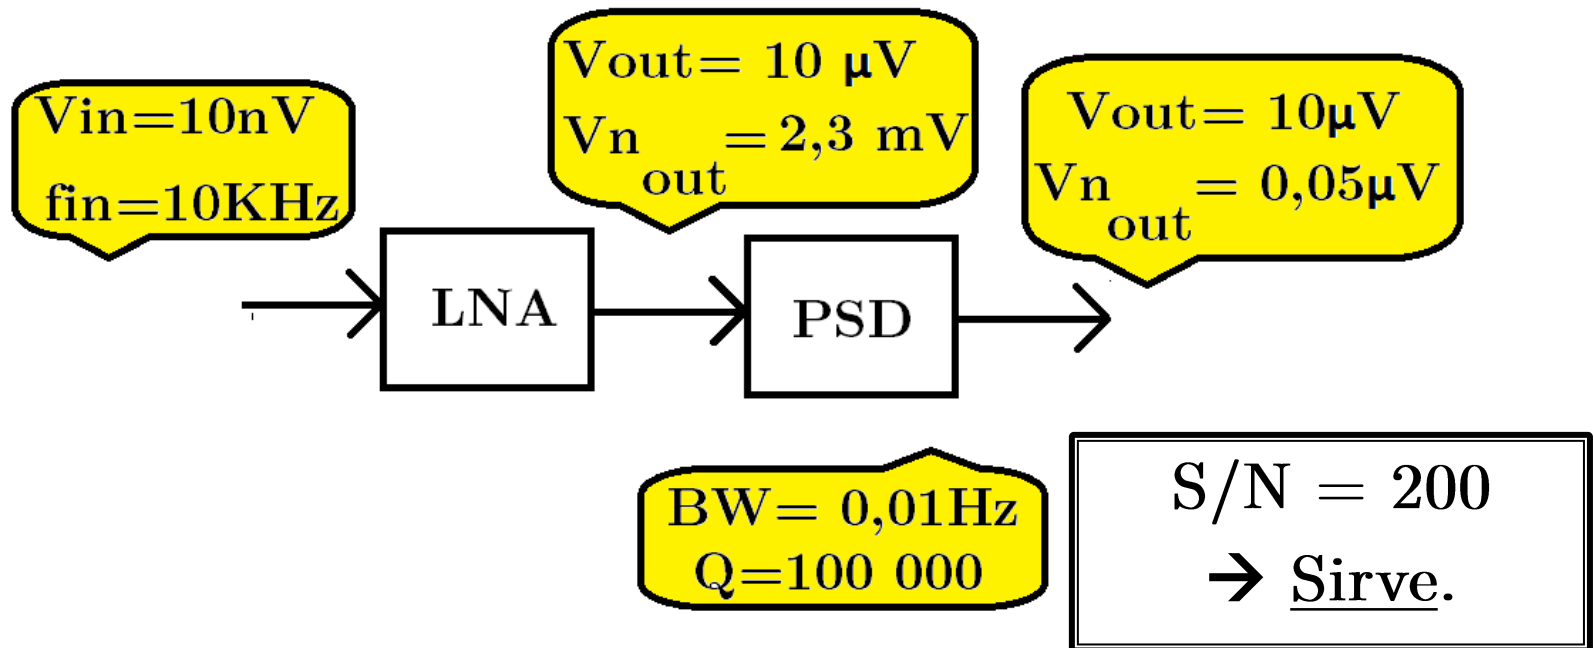 Vin=10nV
fin=10KHz
Vout= 10 µV
Vn out = 2,3 mV
Vout= 10µV
Vn out = 0,05µV
LNA
PSD
BW= 0,01Hz
Q=100 000
S/N = 200
→ Sirve.